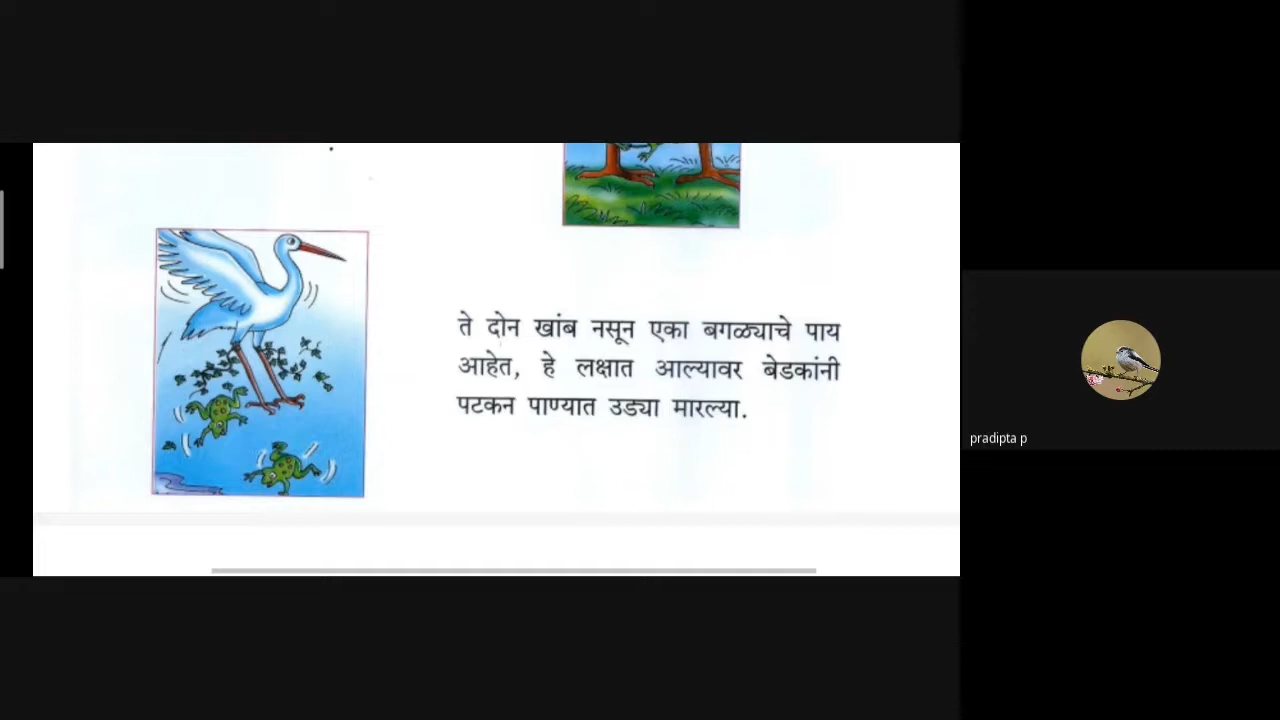 ते दोन खांब नसून एका बगळ्याचे पाय
आहेत, हे लक्षात आल्यावर बेडकांनी
पटकन पाण्यात उड्या मारल्या.
pradipta p